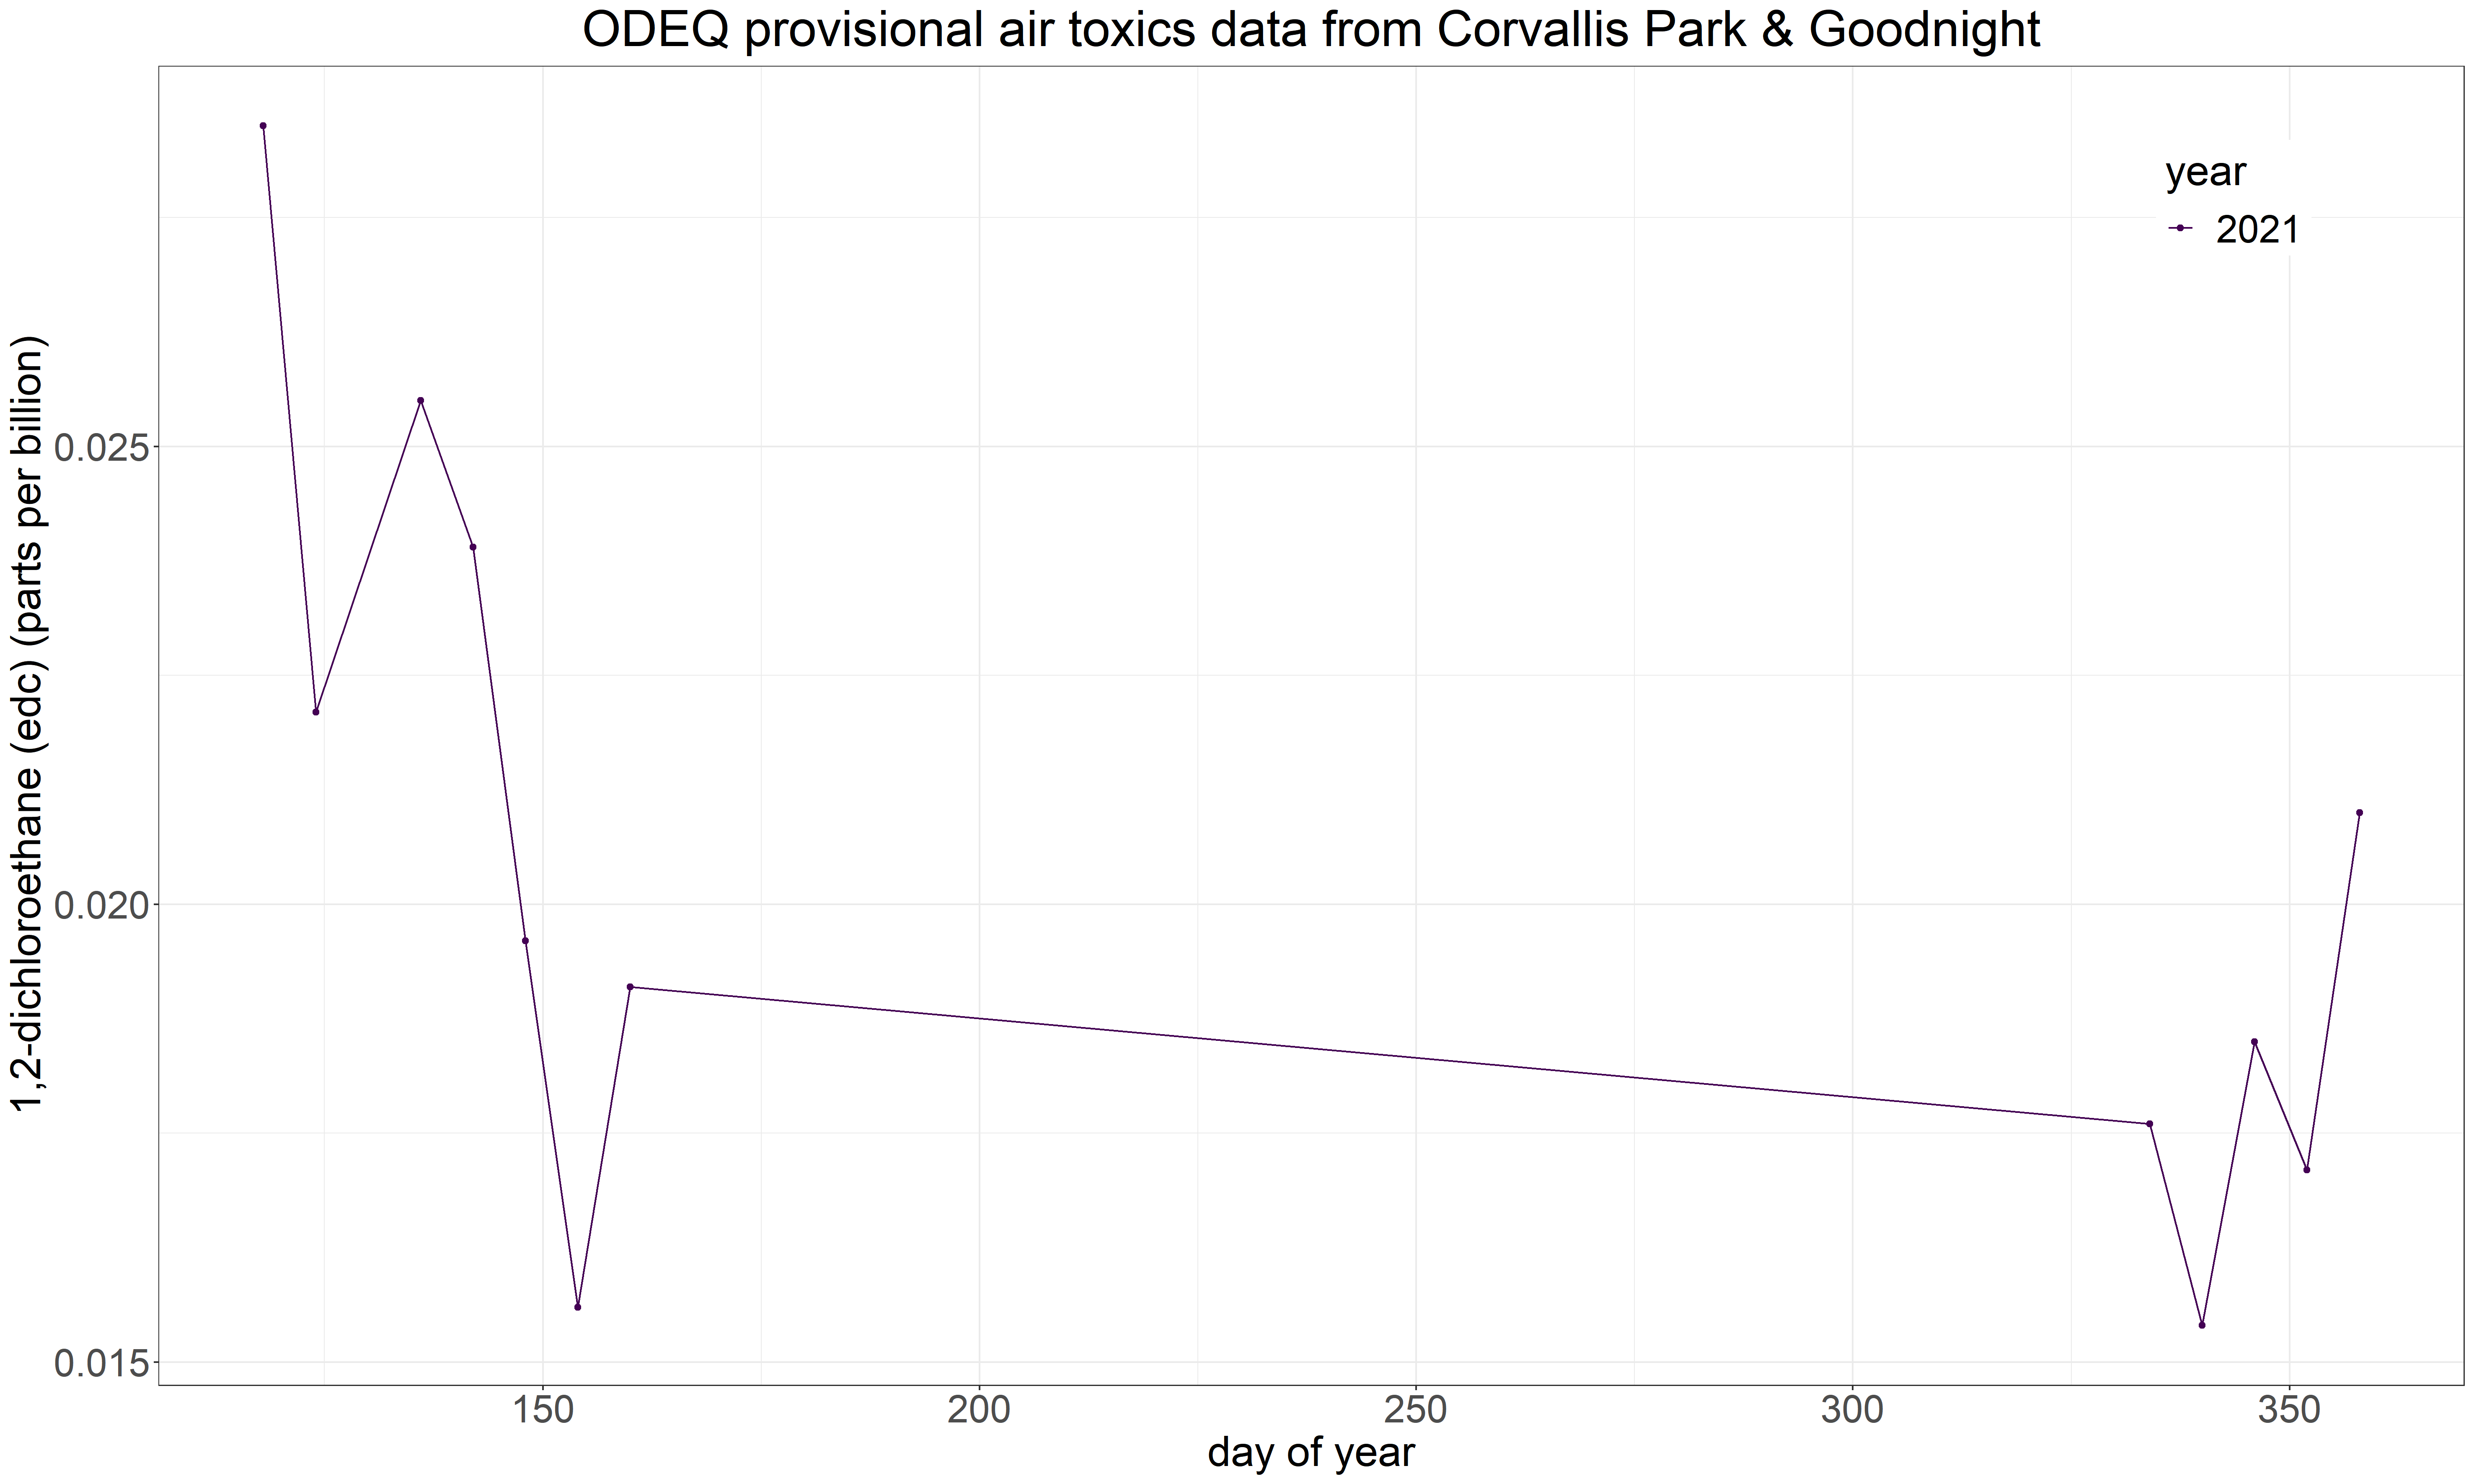 ODEQ provisional air toxics data from Corvallis Park & Goodnight
year
2021
1,2-dichloroethane (edc) (parts per billion)
0.025
0.020
0.015
150
200
250
300
350
day of year